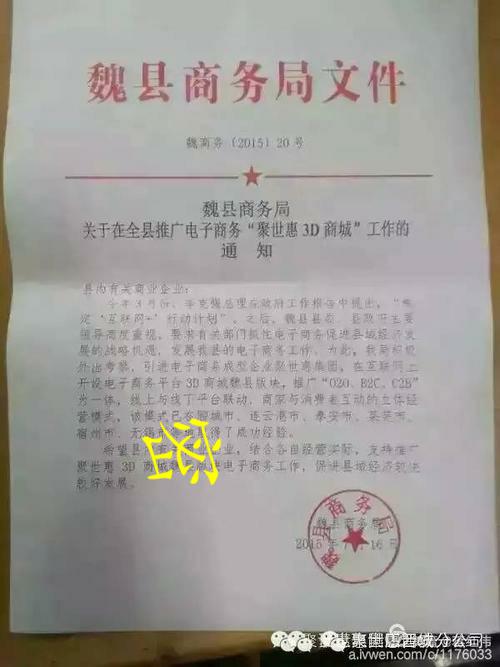 魏县商务局文件
魏商务〔2015〕20号
魏县商务局
关于在全县推广电子商务“聚世惠3D商城”工作的
通知
县内有关商业企业：
今年3月份，李克强总理在政府工作报告中提出，“制
定‘互联网+’行动计划”。之后，魏县县委、县政府主要
领导高度重视，要求有关部门抓住电子商务促进县域经济发
展的战略机遇，发展我县的电子商务工作。为此，我局积极
外出考察，引进电子商务成型企业聚世惠集团，在互联网上
开设电子商务平台3D商城魏县版块，推广“O2O、B2C、C2B”
为一体，线上与线下平台联动、商家与消费者互动的立体经
营模式，该模式已在聊城市、连云港市、泰安市、莱芜市、
宿州市、无锡 得了成功经验。
希望县 业，结合各自经营实际，支持推广
聚世惠3D商城魏县版块电子商务工作，促进县域经济较快
较好发展。
魏县商务局
2015年 月16日
魏县商务局
a.lvwen.com/c/1176033